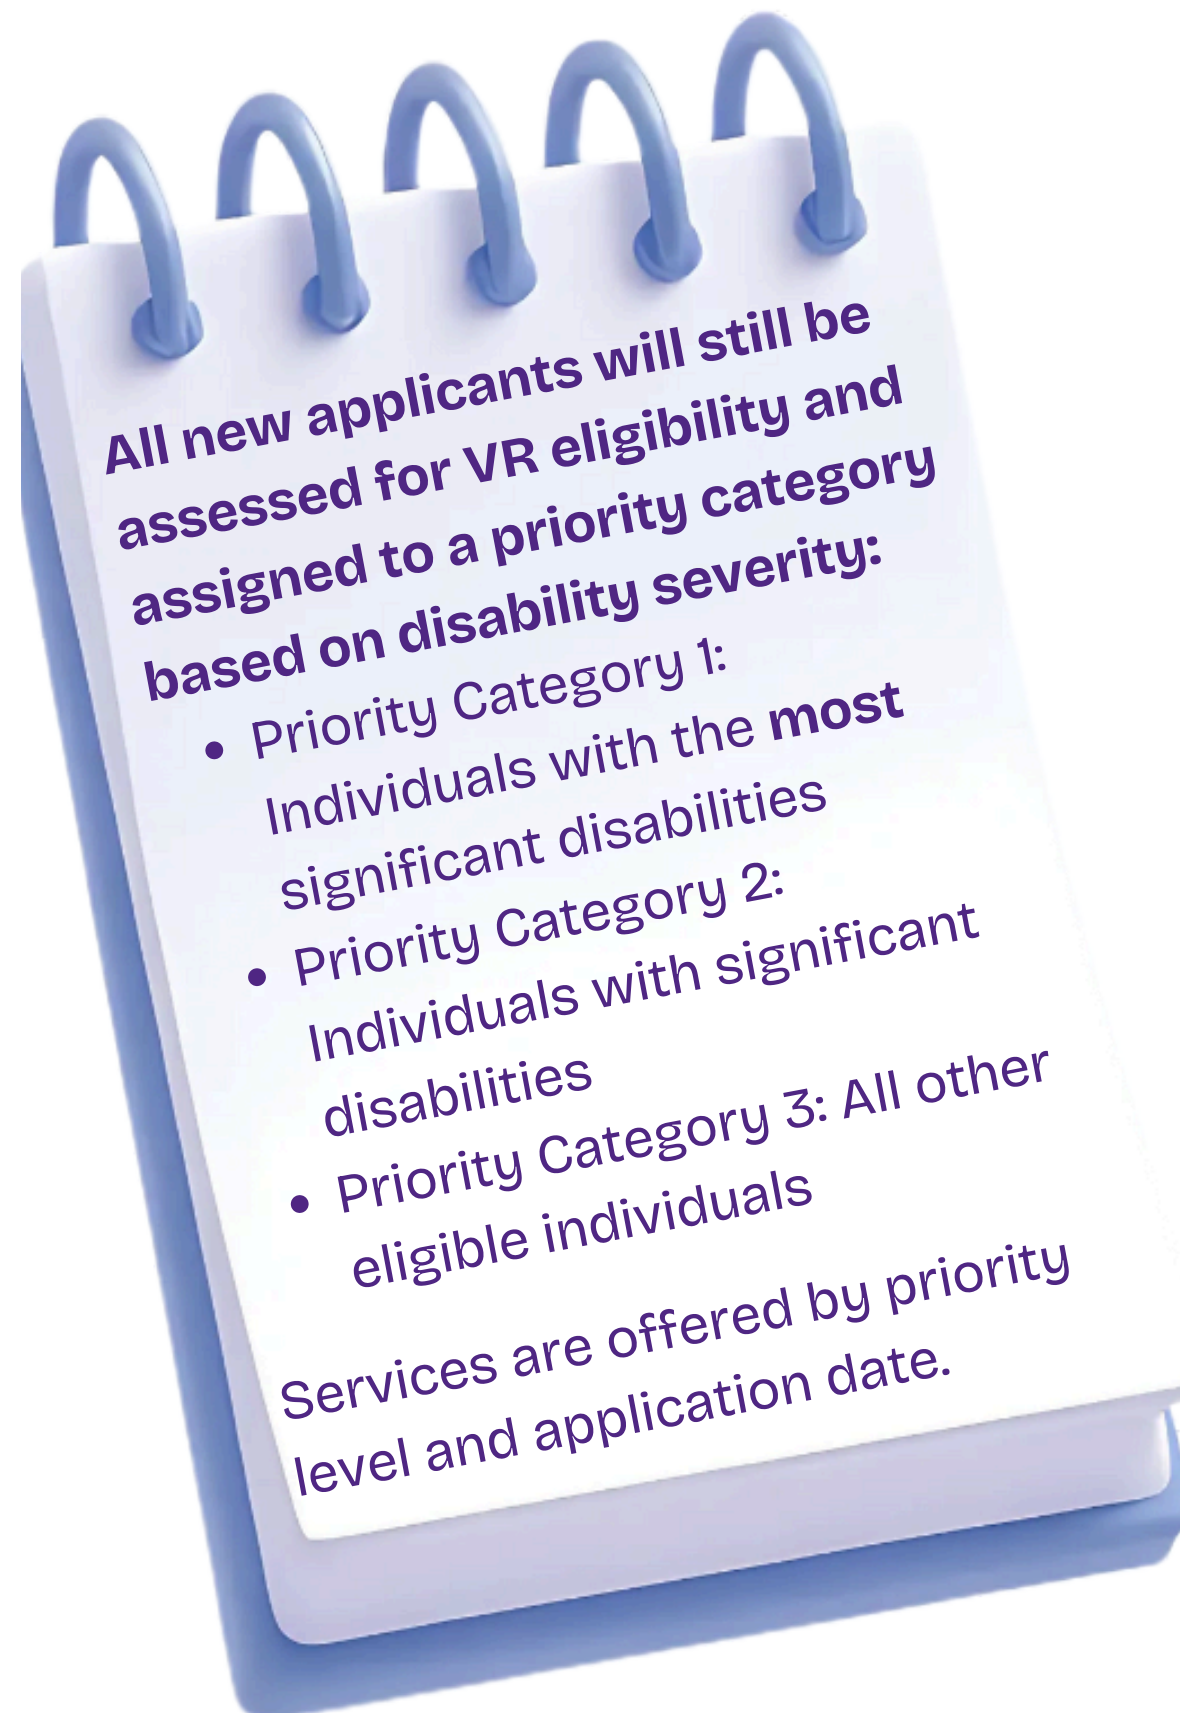 All new applicants will still be
assessed for VR eligibility and
assigned to a priority category
based on disability severity:
• Priority Category 1:
Individuals with the most
significant disabilities
• Priority Category 2:
Individuals with significant
disabilities
• Priority Category 3: All other
eligible individuals
Services are offered by priority
level and application date.